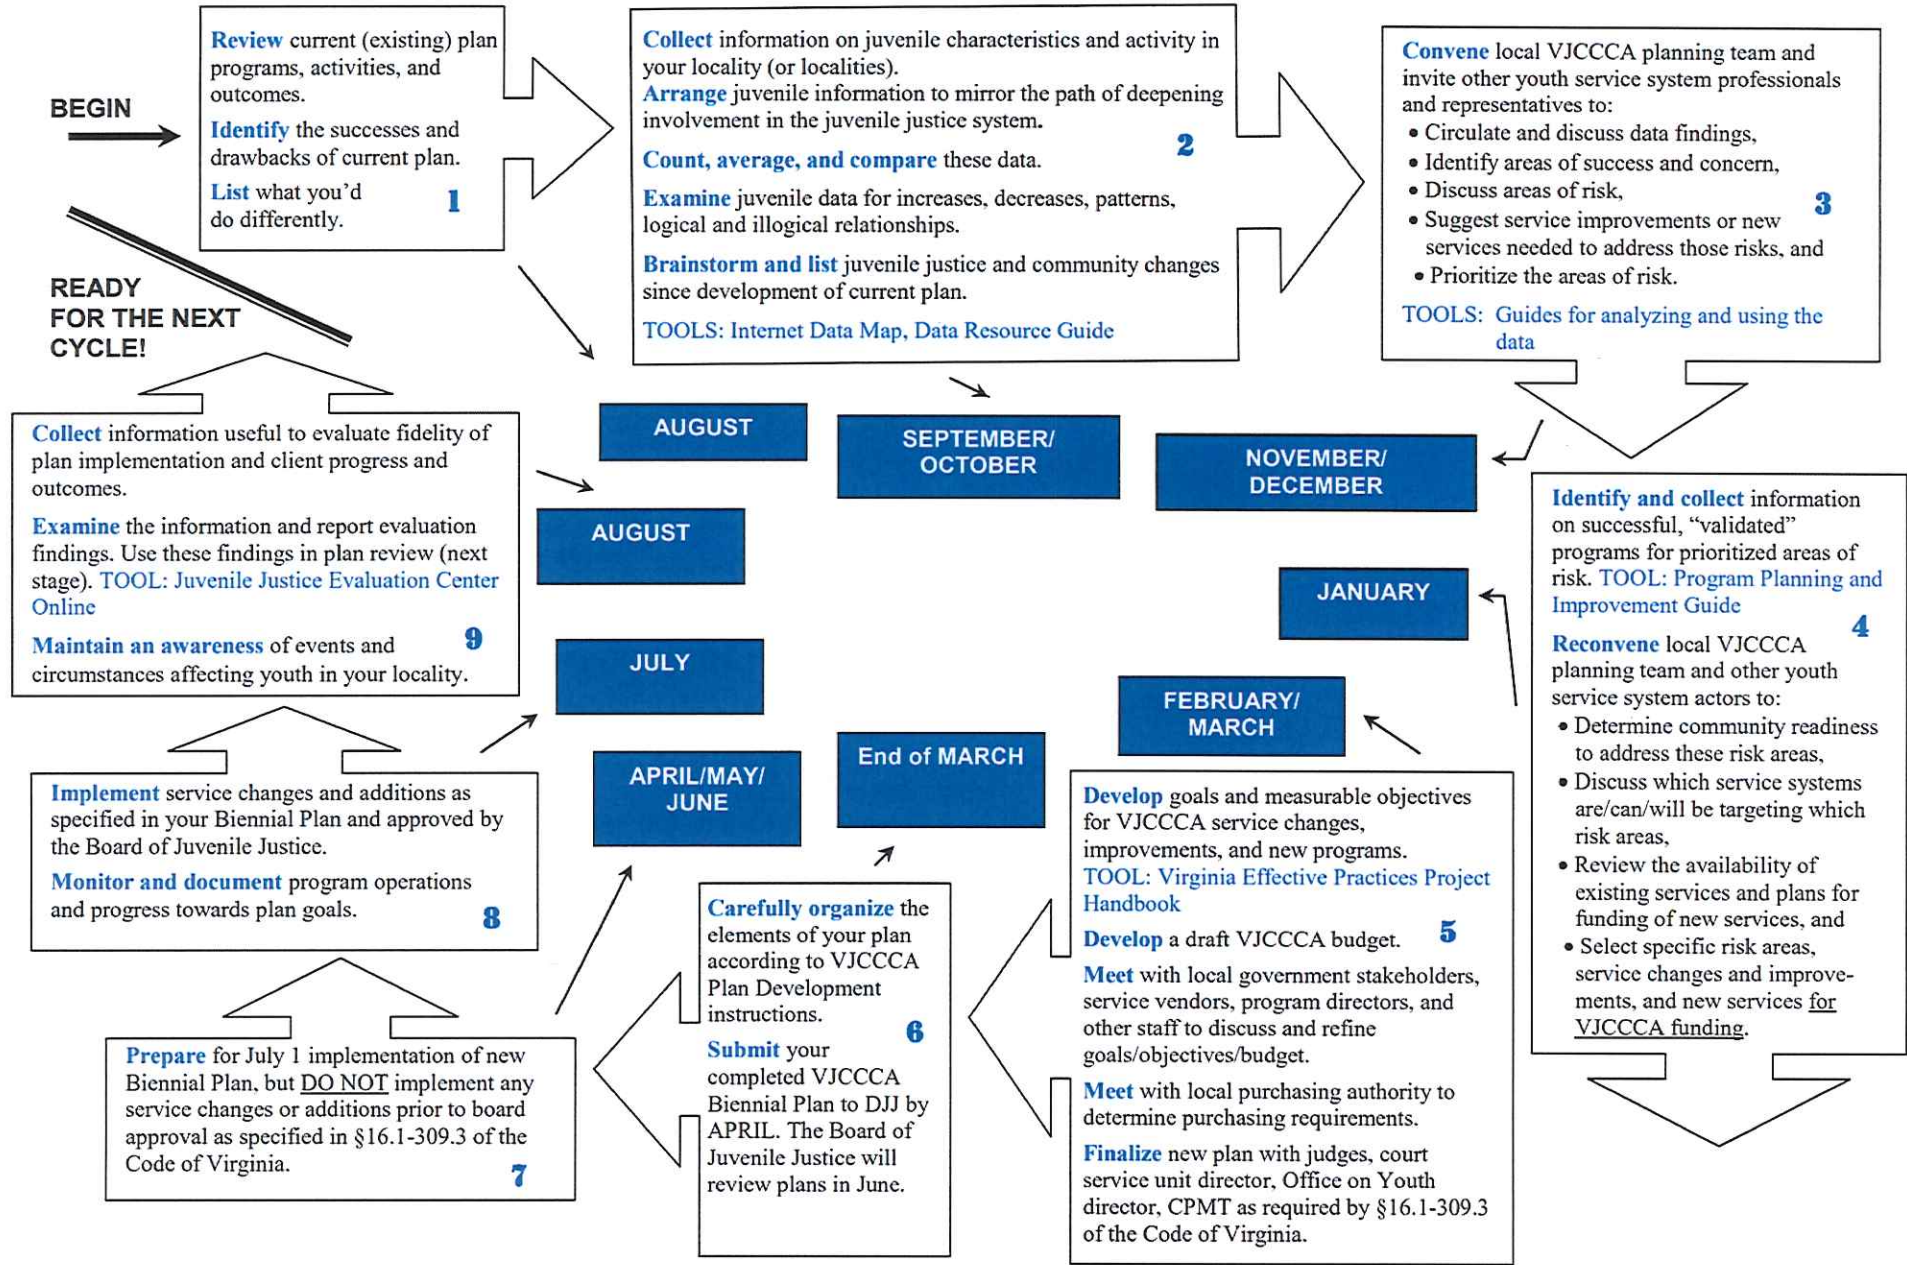 BEGIN
Review current (existing) plan
programs, activities, and
outcomes.
Identify the successes and
drawbacks of current plan.
List what you’d
do differently.
1
Collect information on juvenile characteristics and activity in
your locality (or localities).
Arrange juvenile information to mirror the path of deepening
involvement in the juvenile justice system.
Count, average, and compare these data.
2
Examine juvenile data for increases, decreases, patterns,
logical and illogical relationships.
Brainstorm and list juvenile justice and community changes
since development of current plan.
TOOLS: Internet Data Map, Data Resource Guide
Convene local VJCCCA planning team and
invite other youth service system professionals
and representatives to:
• Circulate and discuss data findings,
• Identify areas of success and concern,
• Discuss areas of risk,
• Suggest service improvements or new
services needed to address those risks, and
• Prioritize the areas of risk.
3
TOOLS: Guides for analyzing and using the
data
READY
FOR THE NEXT
CYCLE!
AUGUST
SEPTEMBER/
OCTOBER
NOVEMBER/
DECEMBER
JANUARY
FEBRUARY/
MARCH
End of MARCH
APRIL/MAY/
JUNE
JULY
AUGUST
Identify and collect information
on successful, “validated”
programs for prioritized areas of
risk. TOOL: Program Planning and
Improvement Guide
4
Reconvene local VJCCCA
planning team and other youth
service system actors to:
• Determine community readiness
to address these risk areas,
• Discuss which service systems
are/can/will be targeting which
risk areas,
• Review the availability of
existing services and plans for
funding of new services, and
• Select specific risk areas,
service changes and improve-
ments, and new services for
VJCCCA funding.
Develop goals and measurable objectives
for VJCCCA service changes,
improvements, and new programs.
TOOL: Virginia Effective Practices Project
Handbook
5
Develop a draft VJCCCA budget.
Meet with local government stakeholders,
service vendors, program directors, and
other staff to discuss and refine
goals/objectives/budget.
Meet with local purchasing authority to
determine purchasing requirements.
Finalize new plan with judges, court
service unit director, Office on Youth
director, CPMT as required by §16.1-309.3
of the Code of Virginia.
Carefully organize the
elements of your plan
according to VJCCCA
Plan Development
instructions.
6
Submit your
completed VJCCCA
Biennial Plan to DJJ by
APRIL. The Board of
Juvenile Justice will
review plans in June.
Prepare for July 1 implementation of new
Biennial Plan, but DO NOT implement any
service changes or additions prior to board
approval as specified in §16.1-309.3 of the
Code of Virginia.
7
Implement service changes and additions as
specified in your Biennial Plan and approved by
the Board of Juvenile Justice.
Monitor and document program operations
and progress towards plan goals.
8
Collect information useful to evaluate fidelity of
plan implementation and client progress and
outcomes.
Examine the information and report evaluation
findings. Use these findings in plan review (next
stage). TOOL: Juvenile Justice Evaluation Center
Online
9
Maintain an awareness of events and
circumstances affecting youth in your locality.